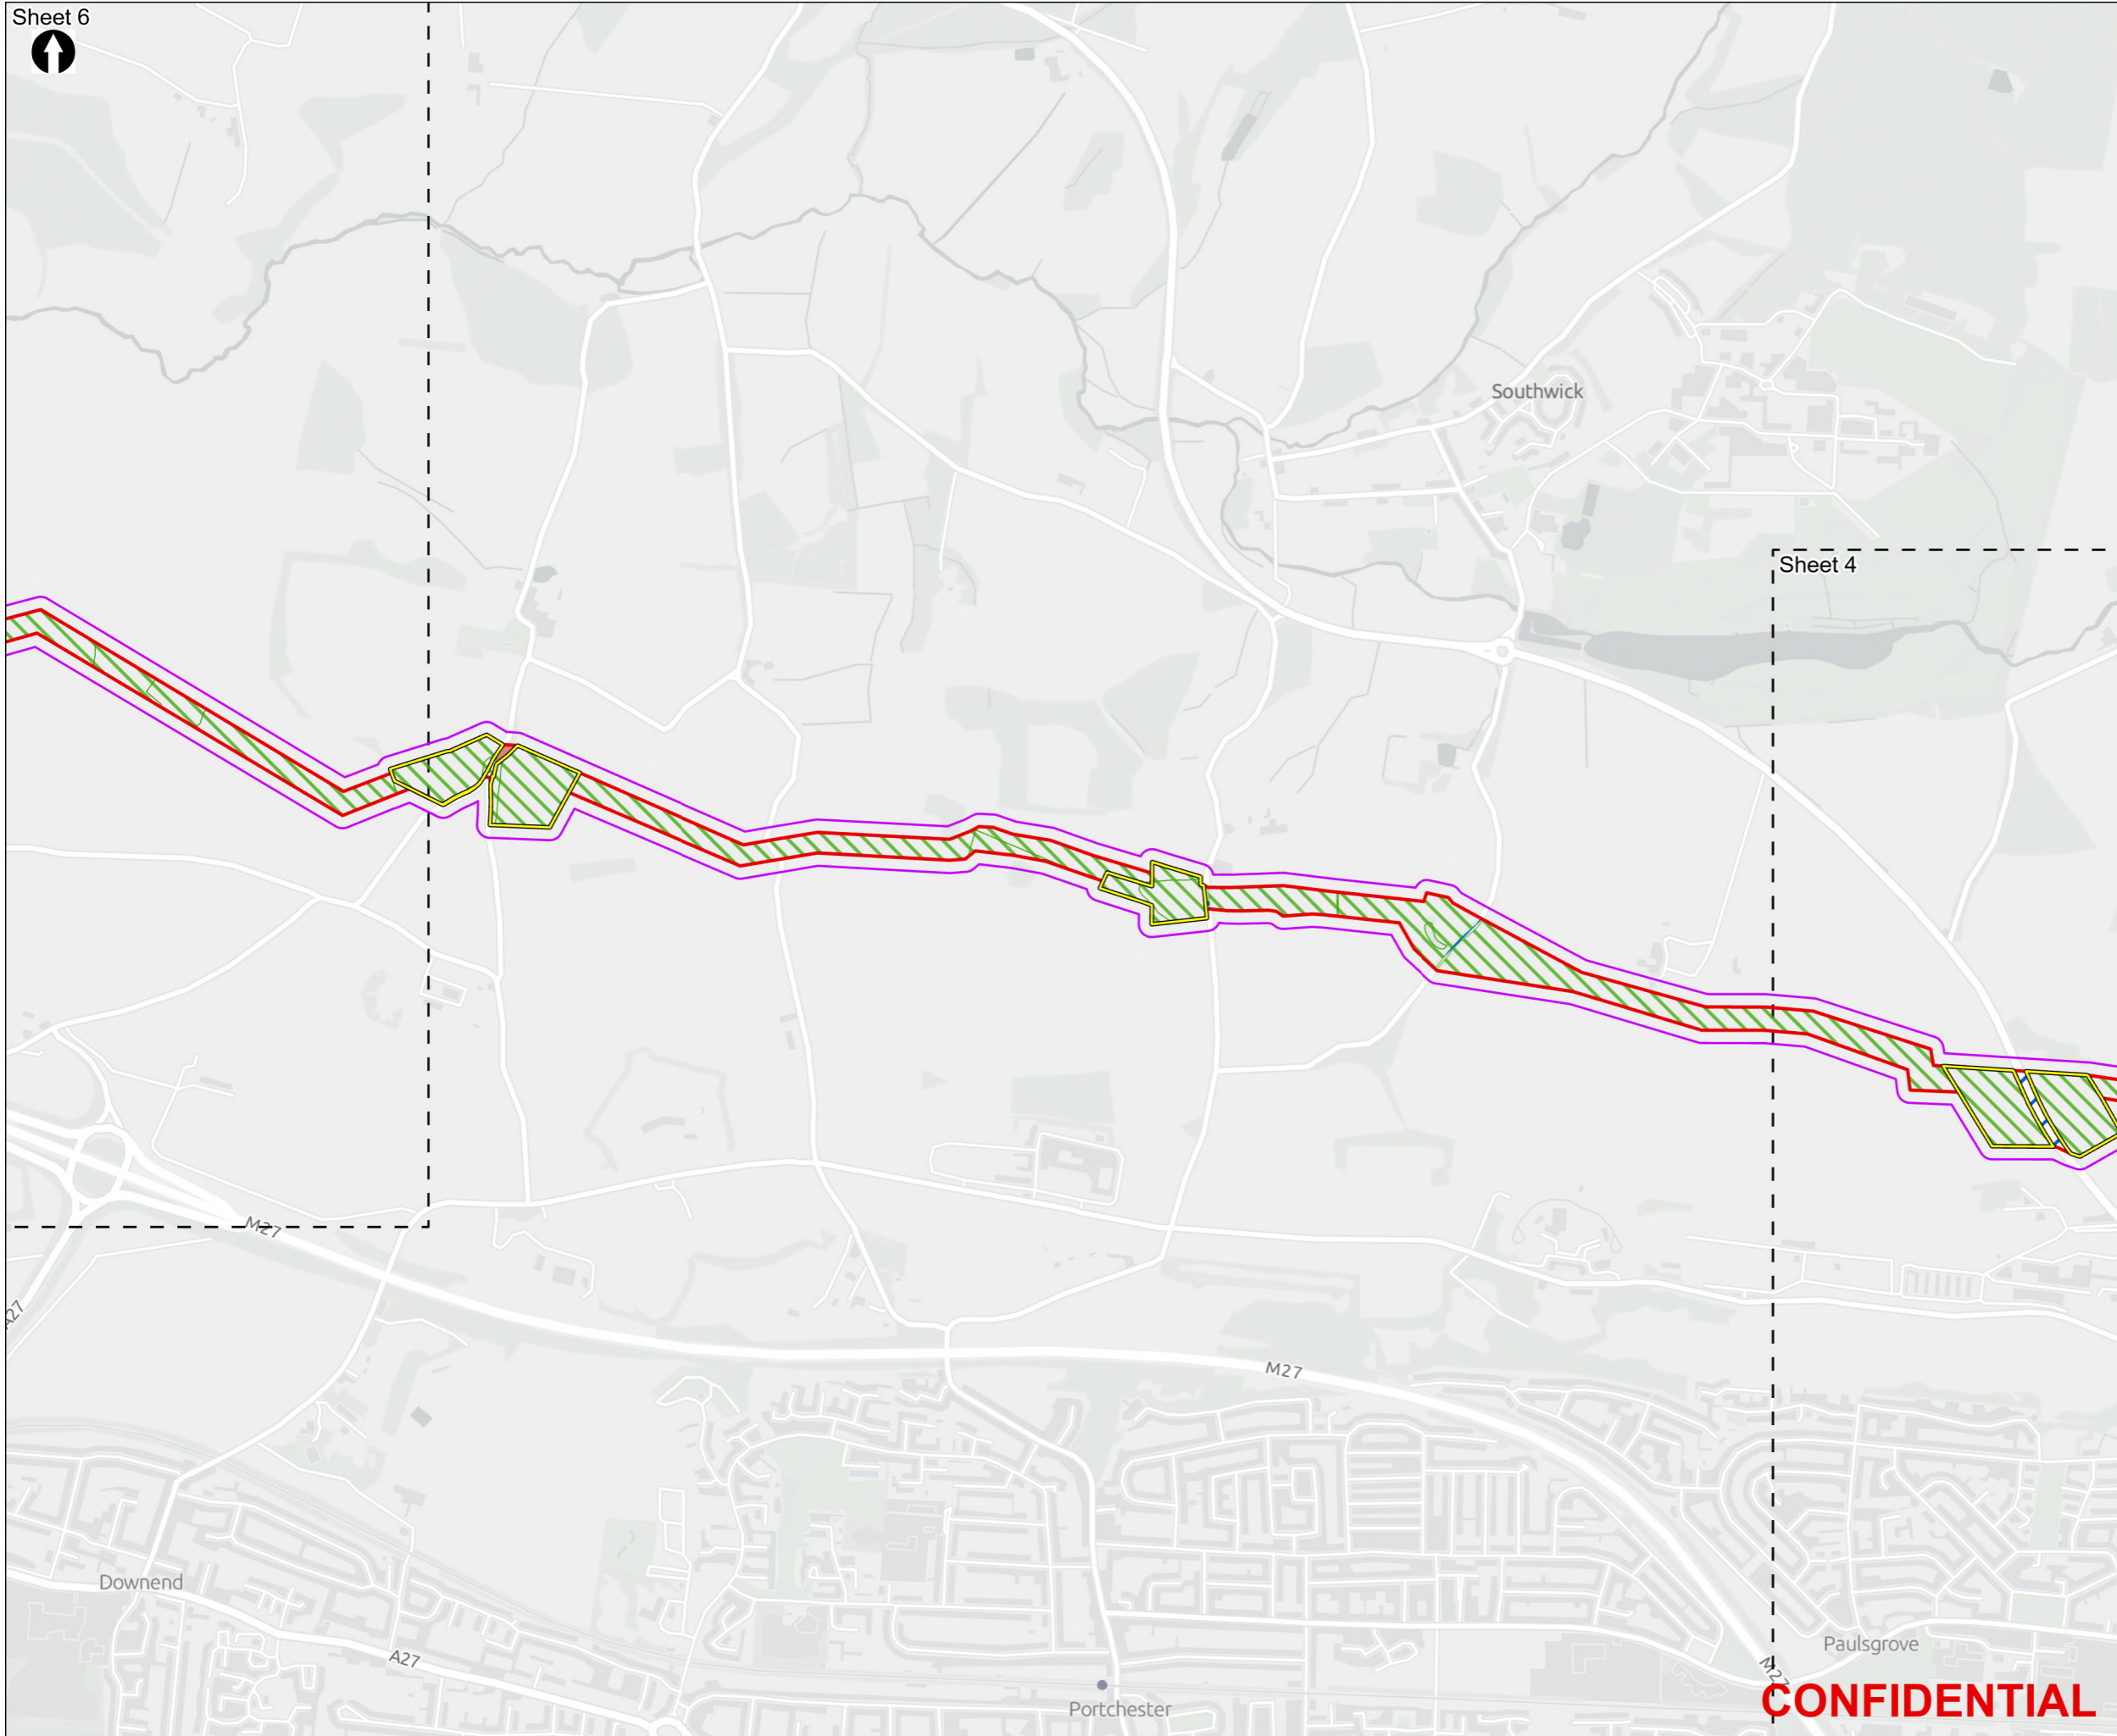 Sheet 6
Southwick
Sheet 4
M27
A27
M27
Downend
Paulsgrove
A27
M27
CONFIDENTIAL
Portchester